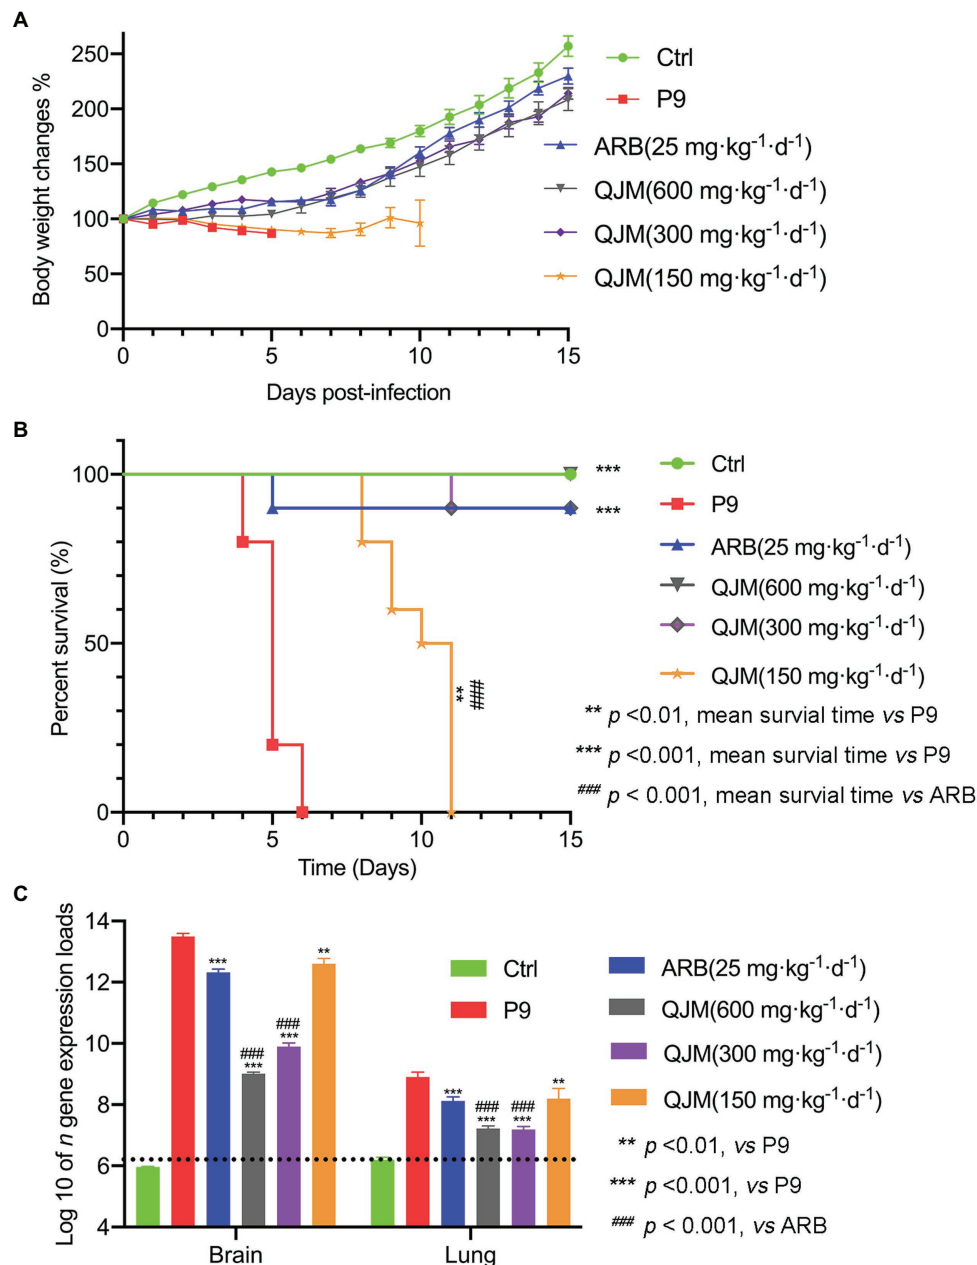 A
Body weight changes %
250
200
150
100
50
0
0
5
10
15
Days post-infection
Ctrl
P9
ARB(25 mg·kg⁻¹·d⁻¹)
QJM(600 mg·kg⁻¹·d⁻¹)
QJM(300 mg·kg⁻¹·d⁻¹)
QJM(150 mg·kg⁻¹·d⁻¹)
B
Percent survival (%)
100
50
0
0
5
10
15
Time (Days)
***
***
**
###
Ctrl
P9
ARB(25 mg·kg⁻¹·d⁻¹)
QJM(600 mg·kg⁻¹·d⁻¹)
QJM(300 mg·kg⁻¹·d⁻¹)
QJM(150 mg·kg⁻¹·d⁻¹)
** p <0.01, mean survial time vs P9
*** p <0.001, mean survial time vs P9
### p < 0.001, mean survial time vs ARB
C
Log 10 of n gene expression loads
14
12
10
8
6
4
***
###
***
###
***
**
***
###
***
###
***
**
Brain
Lung
Ctrl
P9
ARB(25 mg·kg⁻¹·d⁻¹)
QJM(600 mg·kg⁻¹·d⁻¹)
QJM(300 mg·kg⁻¹·d⁻¹)
QJM(150 mg·kg⁻¹·d⁻¹)
** p <0.01, vs P9
*** p <0.001, vs P9
### p < 0.001, vs ARB